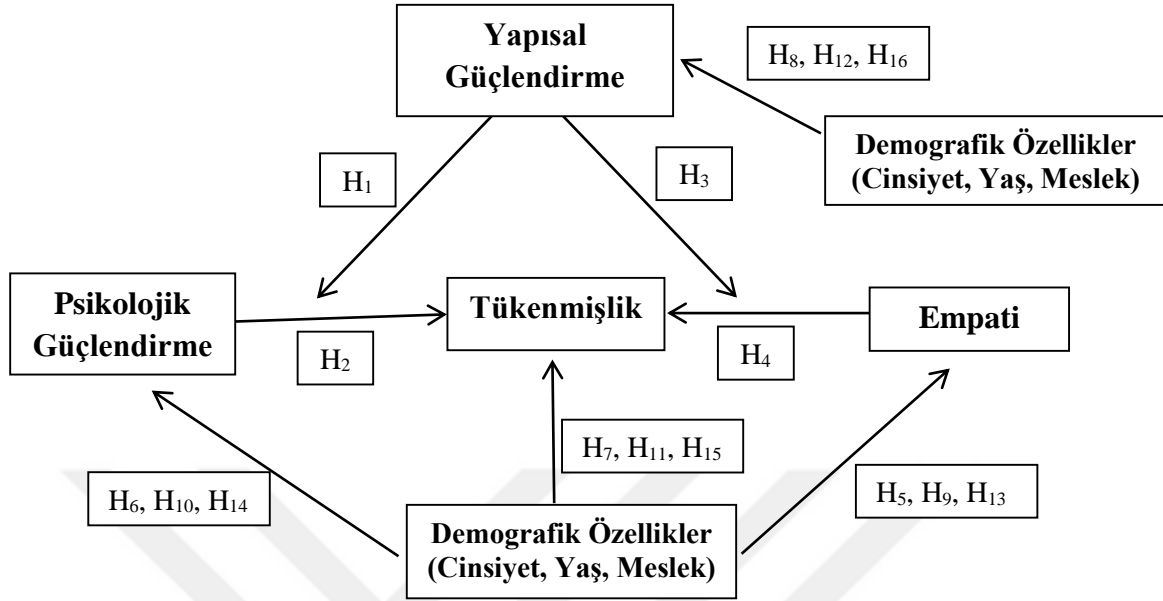 Yapısal
Güçlendirme
H₈, H₁₂, H₁₆
Demografik Özellikler
(Cinsiyet, Yaş, Meslek)
H₁
H₃
Psikolojik
Güçlendirme
Tükenmişlik
Empati
H₂
H₄
H₇, H₁₁, H₁₅
H₆, H₁₀, H₁₄
H₅, H₉, H₁₃
Demografik Özellikler
(Cinsiyet, Yaş, Meslek)